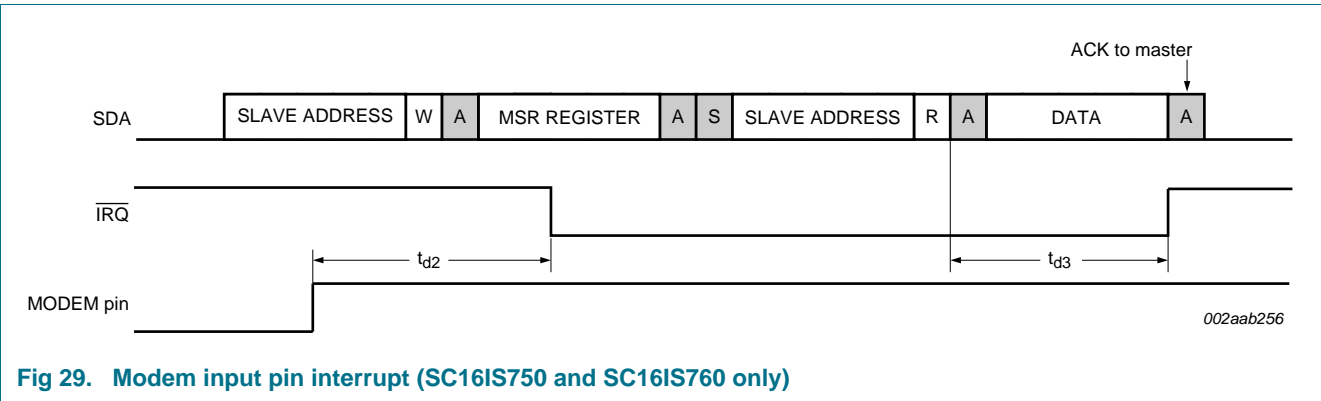 ACK to master
SDA SLAVE ADDRESS W A MSR REGISTER A S SLAVE ADDRESS R A DATA A
IRQ
td2 td3
MODEM pin
002aab256
Fig 29. Modem input pin interrupt (SC16IS750 and SC16IS760 only)